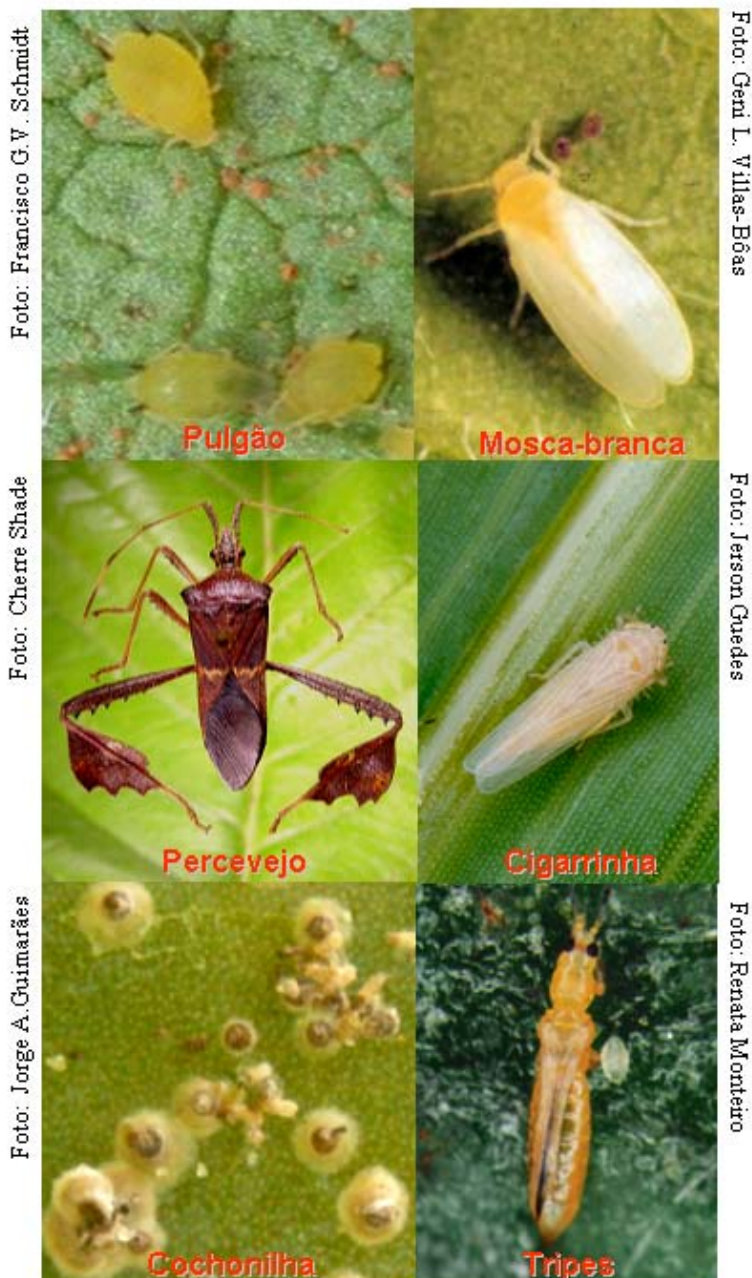 Foto: Francisco G.V. Schmidt
Pulgão
Foto: Geni L. Villas-Bôas
Mosca-branca
Foto: Cherre Shade
Percevejo
Foto: Jerson Guedes
Cigarrinha
Foto: Jorge A.Guimarães
Cochonilha
Foto: Renata Monteiro
Tripes